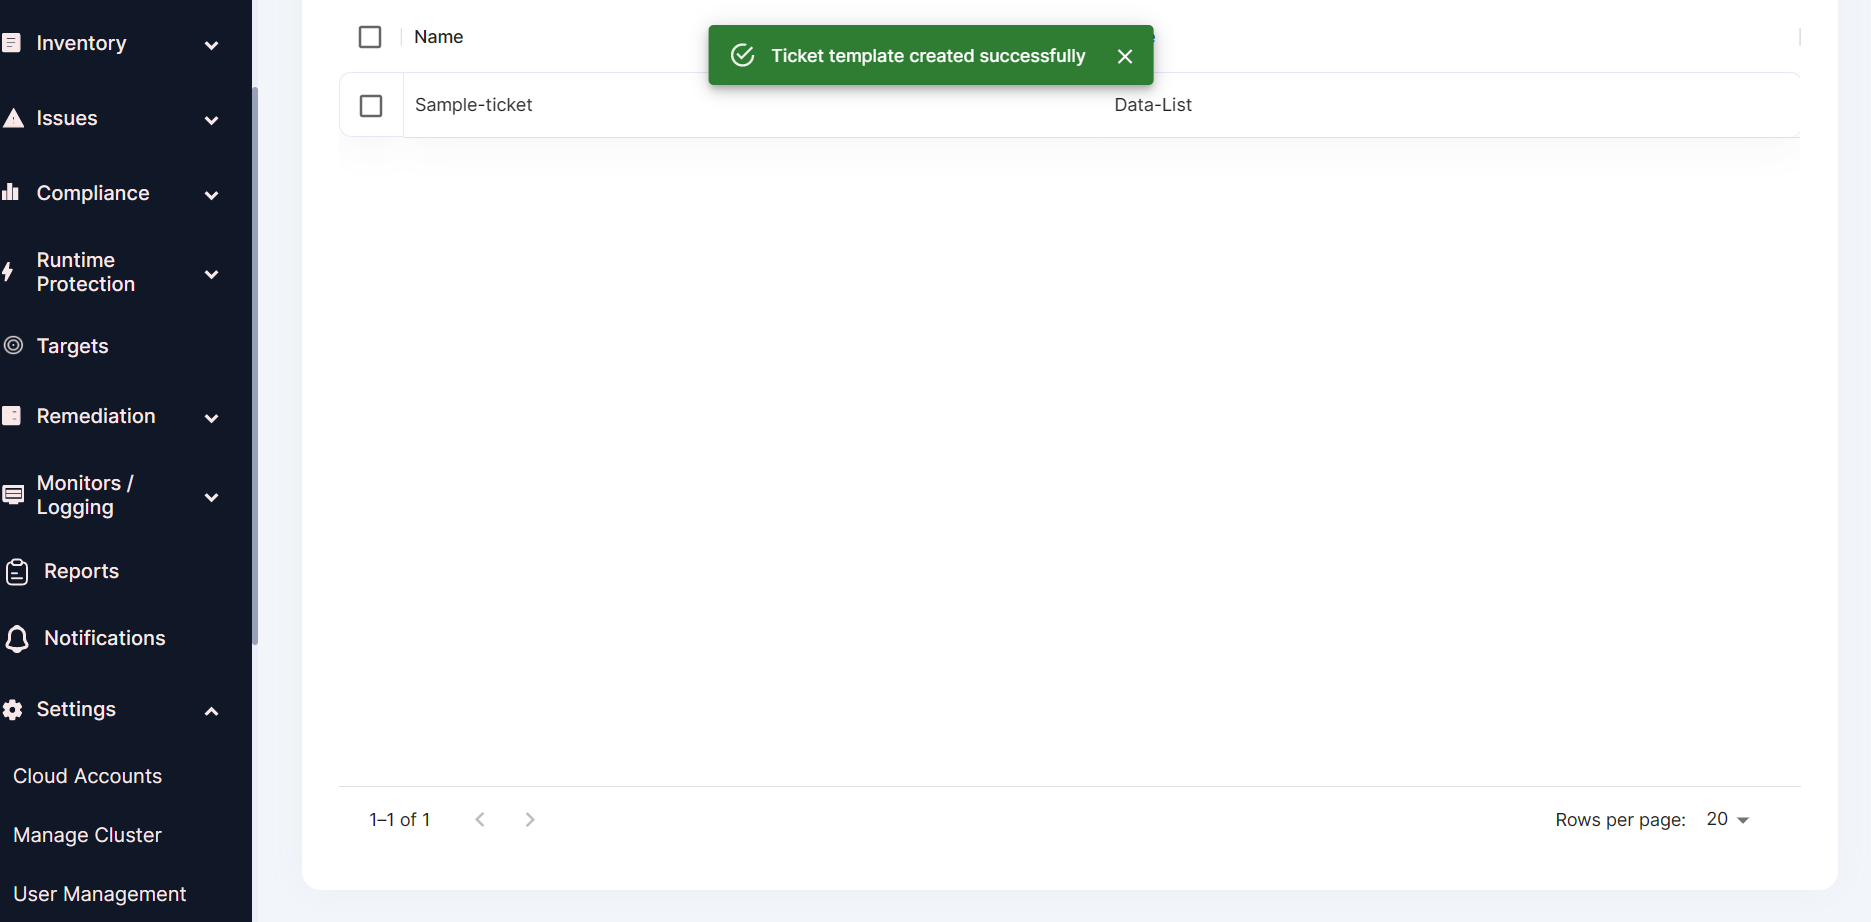 Inventory
Issues
Compliance
Runtime
Protection
Targets
Remediation
Monitors /
Logging
Reports
Notifications
Settings
Cloud Accounts
Manage Cluster
User Management
Name
Ticket template created successfully
Sample-ticket Data-List
1–1 of 1
Rows per page: 20